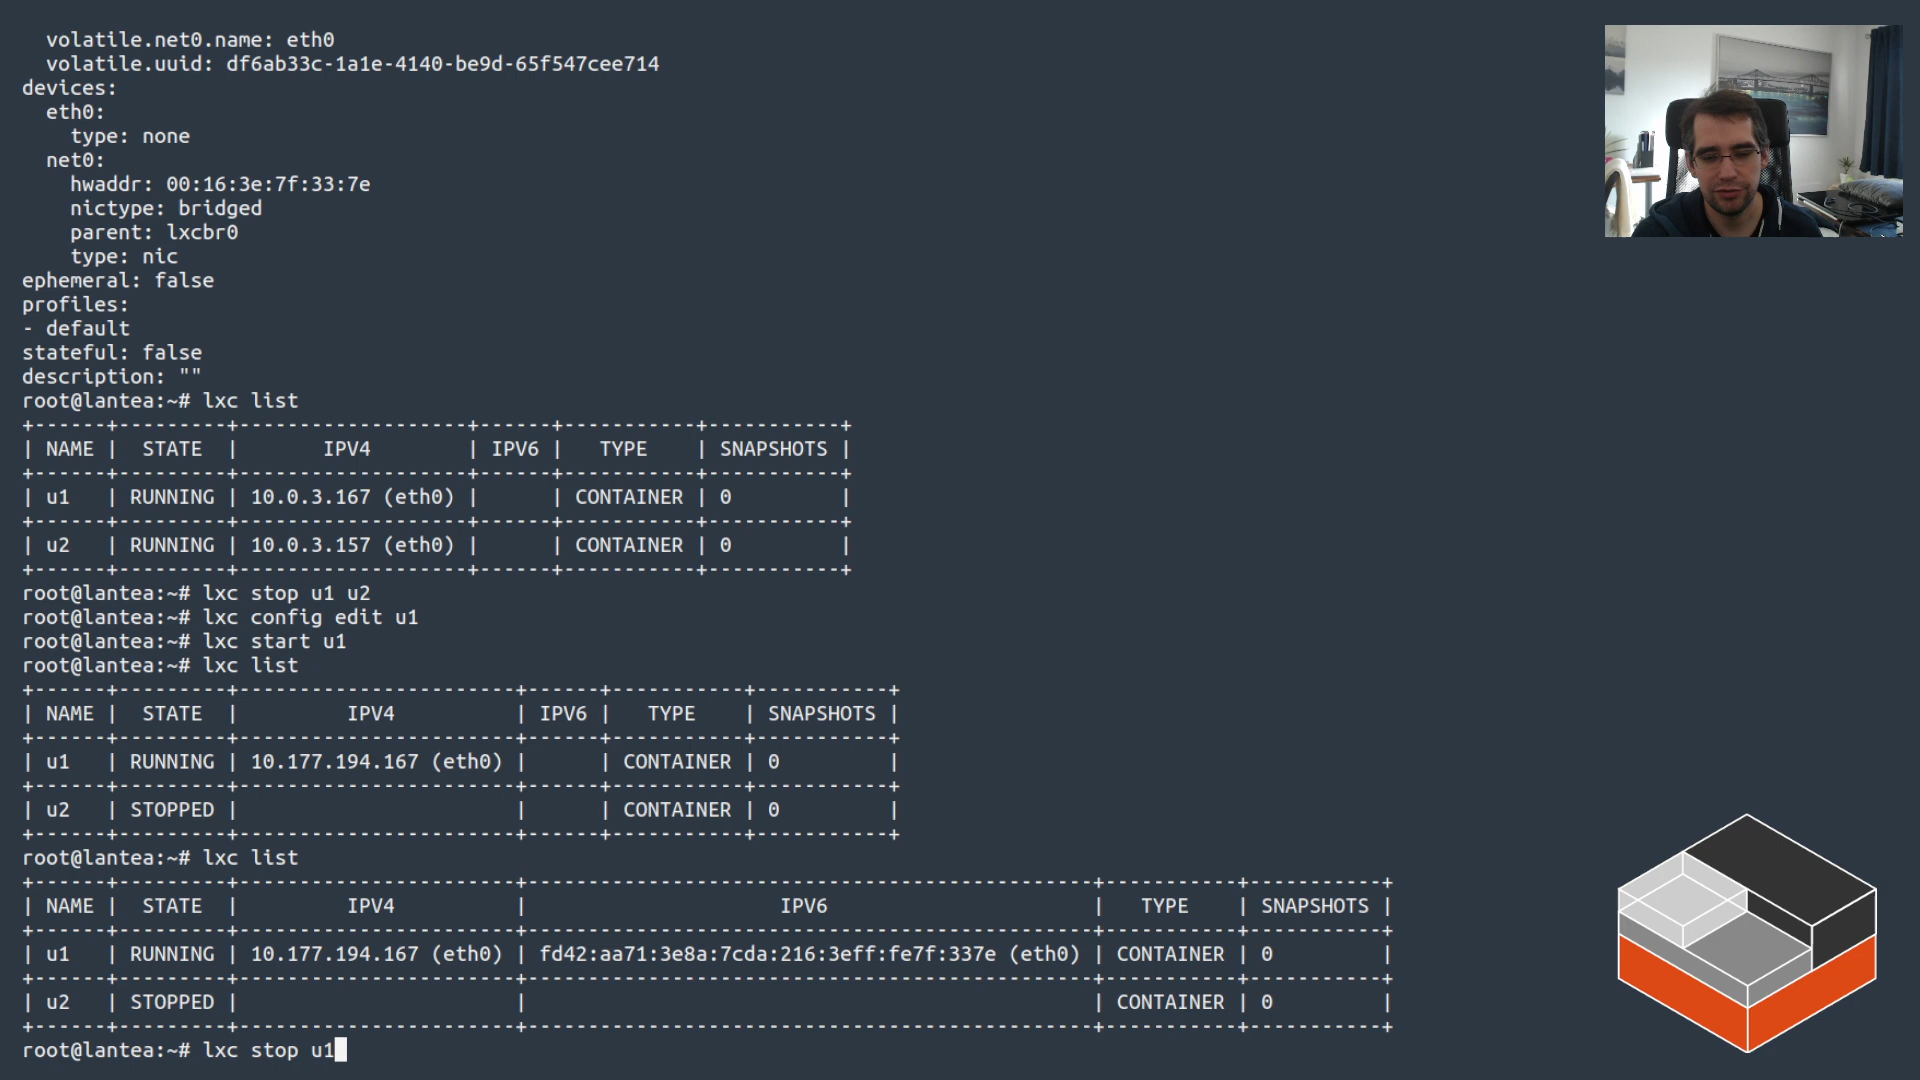 volatile.net0.name: eth0
  volatile.uuid: df6ab33c-1a1e-4140-be9d-65f547cee714
devices:
  eth0:
    type: none
  net0:
    hwaddr: 00:16:3e:7f:33:7e
    nictype: bridged
    parent: lxcbr0
    type: nic
ephemeral: false
profiles:
- default
stateful: false
description: ""
root@lantea:~# lxc list
+------+---------+-------------------+------+-----------+-----------+
| NAME |  STATE  |       IPV4        | IPV6 |   TYPE    | SNAPSHOTS |
+------+---------+-------------------+------+-----------+-----------+
| u1   | RUNNING | 10.0.3.167 (eth0) |      | CONTAINER | 0         |
+------+---------+-------------------+------+-----------+-----------+
| u2   | RUNNING | 10.0.3.157 (eth0) |      | CONTAINER | 0         |
+------+---------+-------------------+------+-----------+-----------+
root@lantea:~# lxc stop u1 u2
root@lantea:~# lxc config edit u1
root@lantea:~# lxc start u1
root@lantea:~# lxc list
+------+---------+-----------------------+------+-----------+-----------+
| NAME |  STATE  |         IPV4          | IPV6 |   TYPE    | SNAPSHOTS |
+------+---------+-----------------------+------+-----------+-----------+
| u1   | RUNNING | 10.177.194.167 (eth0) |      | CONTAINER | 0         |
+------+---------+-----------------------+------+-----------+-----------+
| u2   | STOPPED |                       |      | CONTAINER | 0         |
+------+---------+-----------------------+------+-----------+-----------+
root@lantea:~# lxc list
+------+---------+-----------------------+-----------------------------------------------+-----------+-----------+
| NAME |  STATE  |         IPV4          |                     IPV6                      |   TYPE    | SNAPSHOTS |
+------+---------+-----------------------+-----------------------------------------------+-----------+-----------+
| u1   | RUNNING | 10.177.194.167 (eth0) | fd42:aa71:3e8a:7cda:216:3eff:fe7f:337e (eth0) | CONTAINER | 0         |
+------+---------+-----------------------+-----------------------------------------------+-----------+-----------+
| u2   | STOPPED |                       |                                               | CONTAINER | 0         |
+------+---------+-----------------------+-----------------------------------------------+-----------+-----------+
root@lantea:~# lxc stop u1